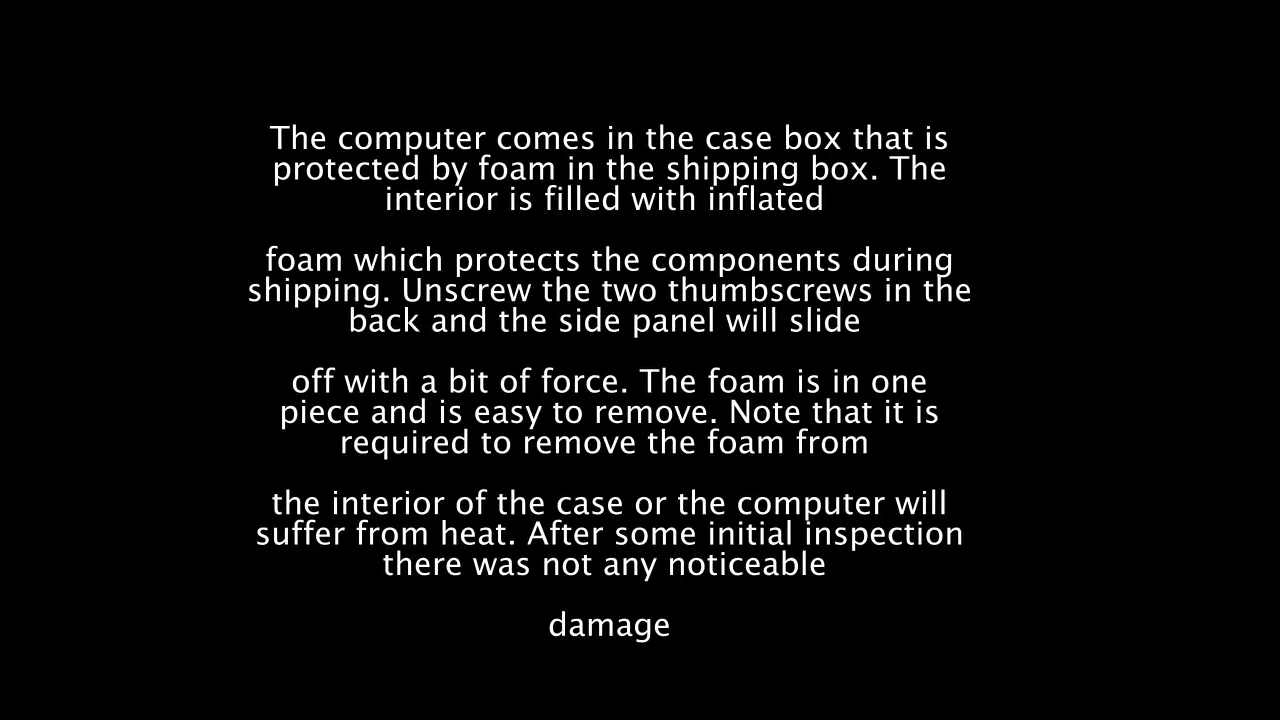 The computer comes in the case box that is
protected by foam in the shipping box. The
interior is filled with inflated
foam which protects the components during
shipping. Unscrew the two thumbscrews in the
back and the side panel will slide
off with a bit of force. The foam is in one
piece and is easy to remove. Note that it is
required to remove the foam from
the interior of the case or the computer will
suffer from heat. After some initial inspection
there was not any noticeable
damage